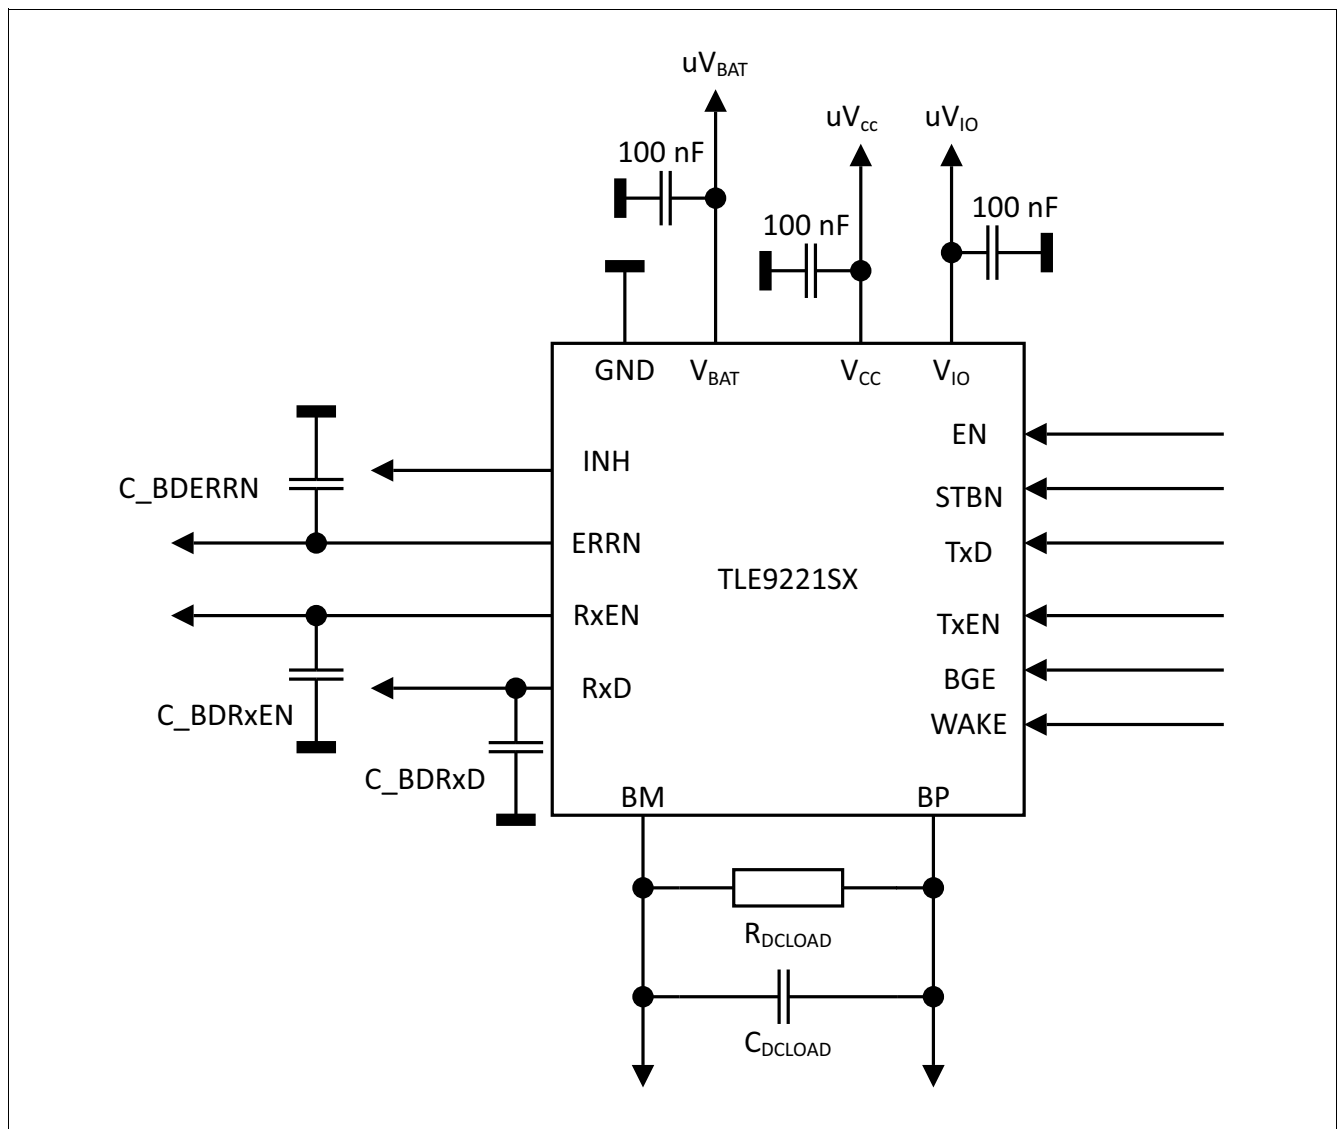 uV_BAT
uV_cc
uV_IO
100 nF
100 nF
100 nF
GND
V_BAT
V_CC
V_IO
EN
INH
C_BDERRN
STBN
ERRN
TxD
TLE9221SX
RxEN
TxEN
BGE
RxD
C_BDRxEN
WAKE
C_BDRxD
BM
BP
R_DCLOAD
C_DCLOAD